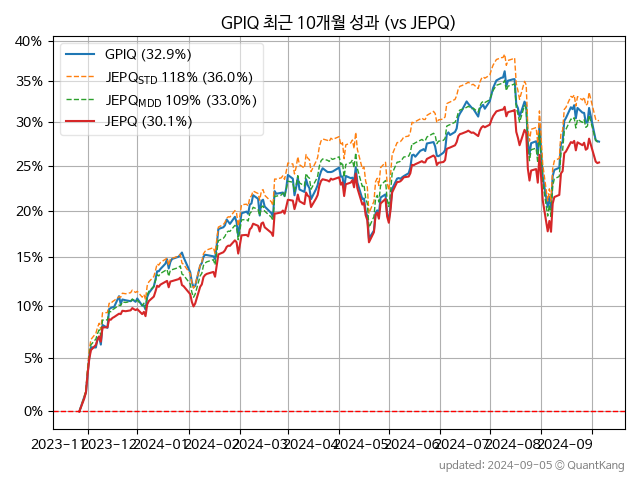 GPIQ 최근 10개월 성과 (vs JEPQ)
40%
35%
30%
25%
20%
15%
10%
5%
0%
GPIQ (32.9%)
JEPQSTD 118% (36.0%)
JEPQMDD 109% (33.0%)
JEPQ (30.1%)
2023-11 2023-12 2024-01 2024-02 2024-03 2024-04 2024-05 2024-06 2024-07 2024-08 2024-09
updated: 2024-09-05 © QuantKang